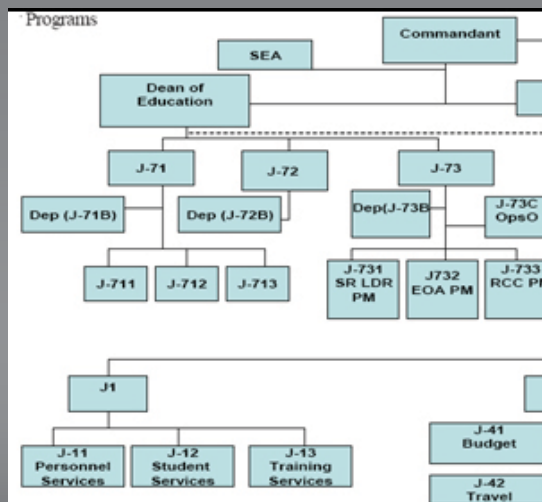 Programs
Commandant
SEA
Dean of
Education
J-71
J-72
J-73
Dep (J-71B)
Dep (J-72B)
Dep(J-73B
J-73C
OpsO
J-711
J-712
J-713
J-731
SR LDR
PM
J732
EOA PM
J-733
RCC
J1
J-11
Personnel
Services
J-12
Student
Services
J-13
Training
Services
J-41
Budget
J-42
Travel